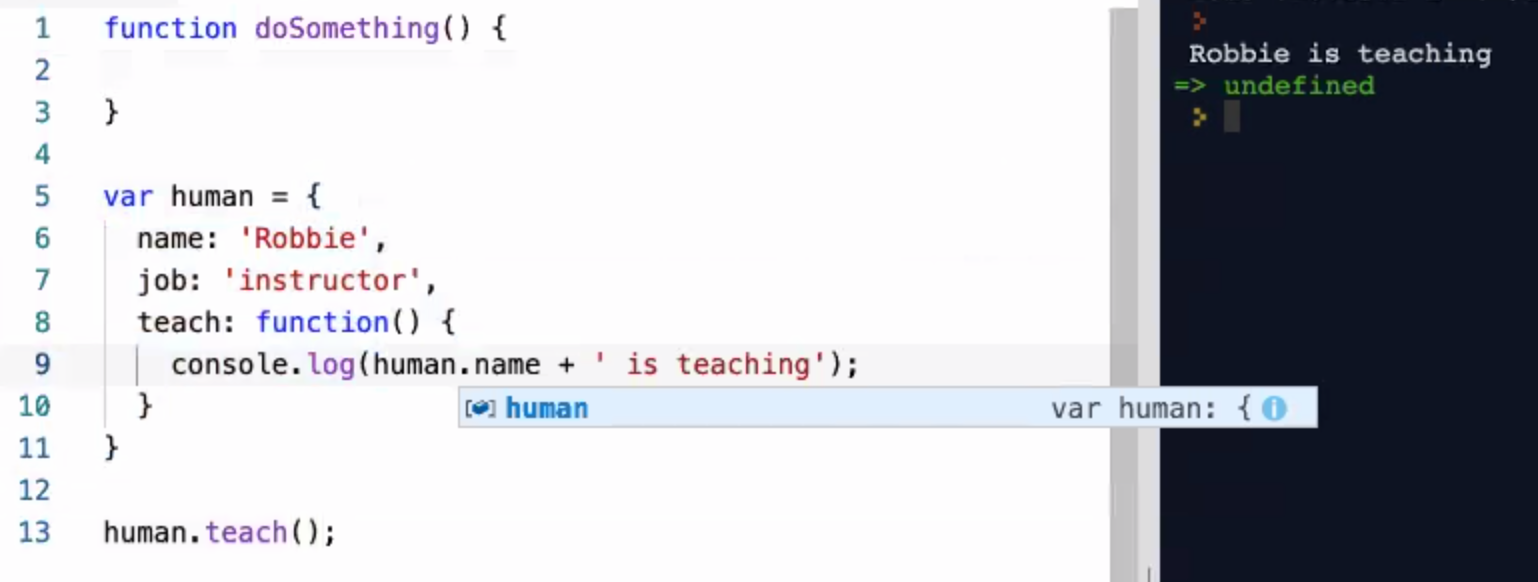 1 function doSomething() {
2
3 }
4
5 var human = {
6   name: 'Robbie',
7   job: 'instructor',
8   teach: function() {
9     console.log(human.name + ' is teaching');
human var human: {
10   }
11 }
12
13 human.teach();
Robbie is teaching
=> undefined